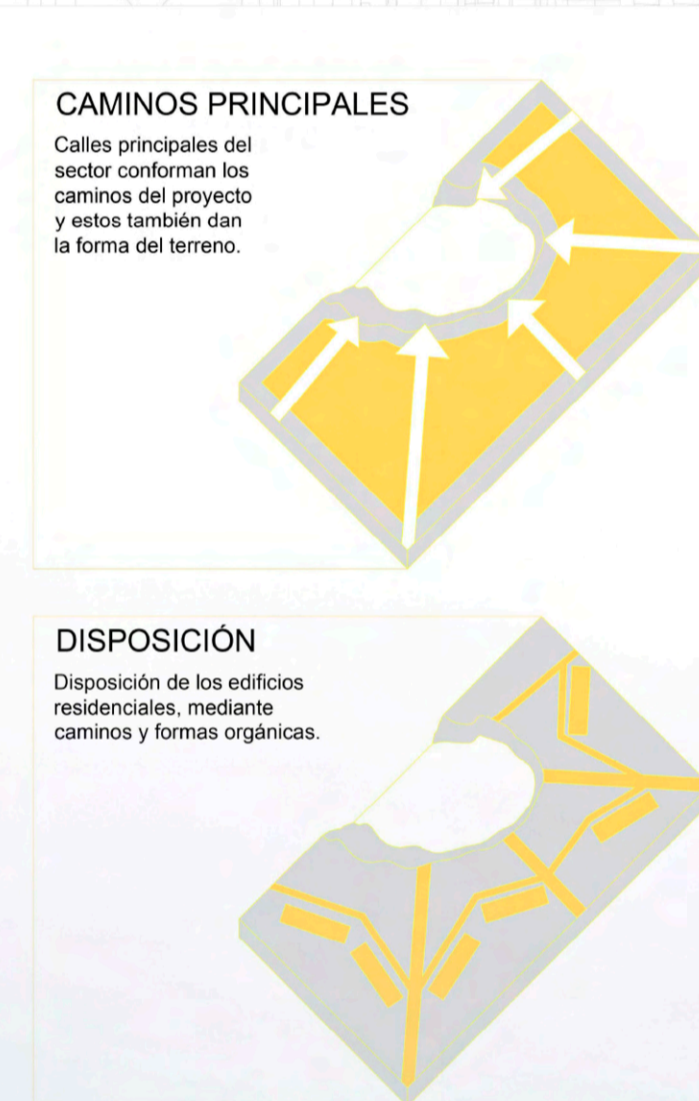 CAMINOS PRINCIPALES
Calles principales del
sector conforman los
caminos del proyecto
y estos también dan
la forma del terreno.
DISPOSICIÓN
Disposición de los edificios
residenciales, mediante
caminos y formas orgánicas.